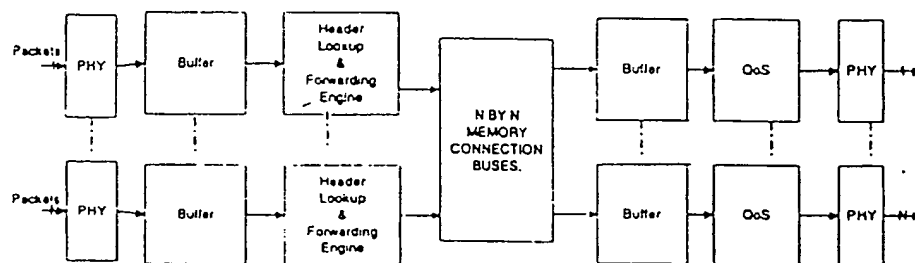 Packets
PHY
Buffer
Header
Lookup
&
Forwarding
Engine
N BY N
MEMORY
CONNECTION
BUSES.
Buffer
QoS
PHY
1
Packets
PHY
Buffer
Header
Lookup
&
Forwarding
Engine
Buffer
QoS
PHY
N